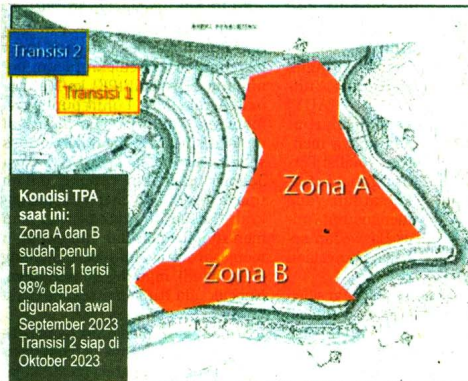 Transisi 2
Transisi 1
Zona A
Zona B
Kondisi TPA
saat ini:
Zona A dan B
sudah penuh
Transisi 1 terisi
98% dapat
digunakan awal
September 2023
Transisi 2 siap di
Oktober 2023